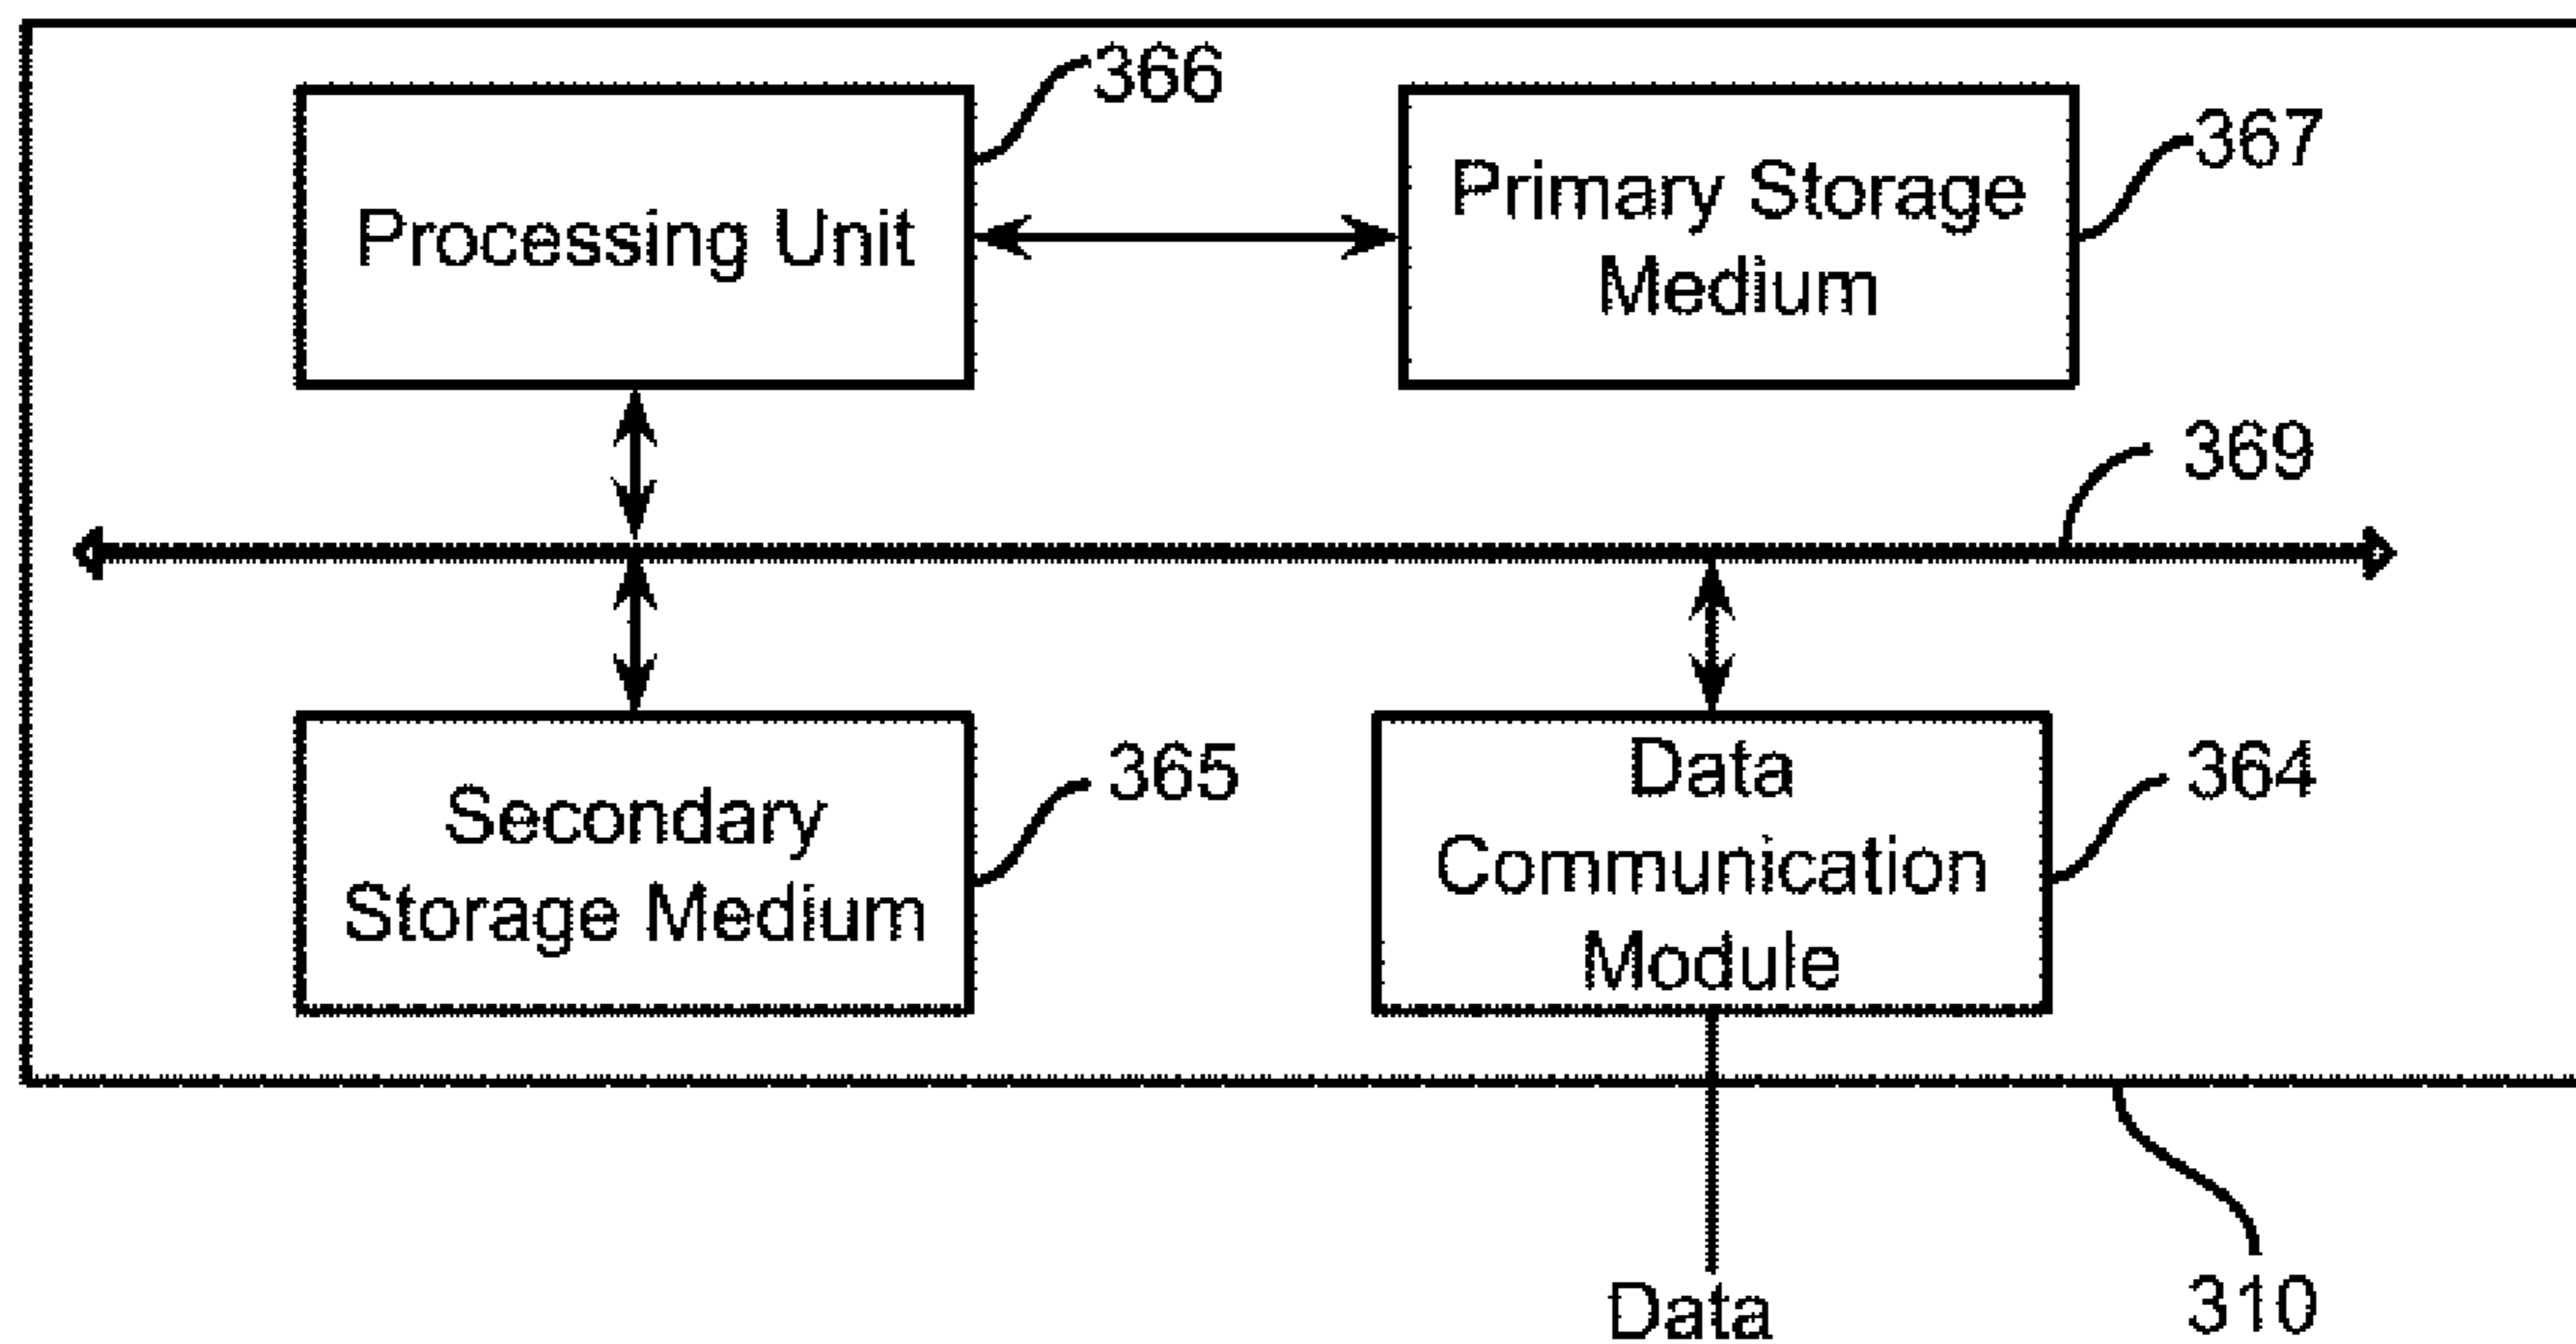 366
367
Processing Unit
Primary Storage
Medium
369
Secondary
Storage Medium
365
Data
Communication
Module
364
Data
310